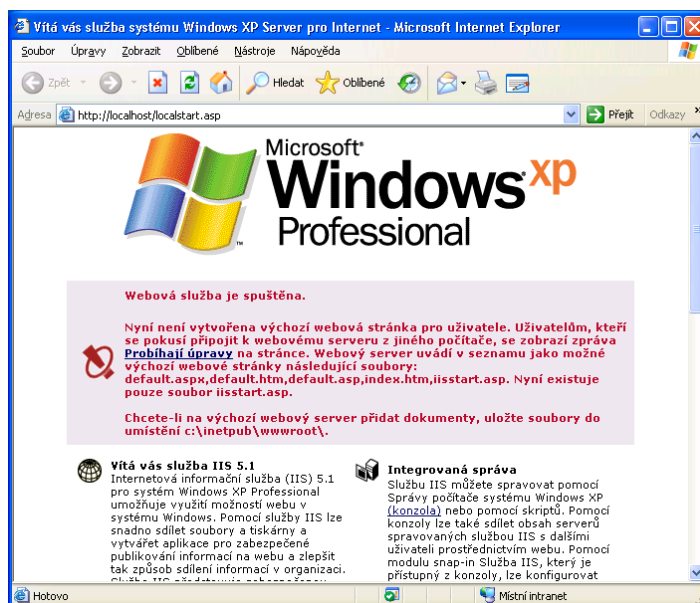 Vítá vás služba systému Windows XP Server pro Internet - Microsoft Internet Explorer
Soubor Úpravy Zobrazit Oblíbené Nástroje Nápověda
Zpět Hledat Oblíbené
Adresa http://localhost/localstart.asp Přejít Odkazy »
Microsoft®
Windows xp
Professional
Webová služba je spuštěna.
Nyní není vytvořena výchozí webová stránka pro uživatele. Uživatelům, kteří
se pokusí připojit k webovému serveru z jiného počítače, se zobrazí zpráva
Probíhají úpravy na stránce. Webový server uvádí v seznamu jako možné
výchozí webové stránky následující soubory:
default.aspx,default.htm,default.asp,index.htm,iisstart.asp. Nyní existuje
pouze soubor iisstart.asp.
Chcete-li na výchozí webový server přidat dokumenty, uložte soubory do
umístění c:\inetpub\wwwroot\.
Vítá vás služba IIS 5.1
Internetová informační služba (IIS) 5.1
pro systém Windows XP Professional
umožňuje využití možností webu v
systému Windows. Pomocí služby IIS lze
snadno sdílet soubory a tiskárny a
vytvářet aplikace pro zabezpečené
publikování informací na webu a zlepšit
tak způsob sdílení informací v organizaci.
Služba IIS představuje zabezpečenou
Integrovaná správa
Službu IIS můžete spravovat pomocí
Správy počítače systému Windows XP
(konzola) nebo pomocí skriptů. Pomocí
konzoly lze také sdílet obsah serverů
spravovaných službou IIS s dalšími
uživateli prostřednictvím webu. Pomocí
modulu snap-in Služba IIS, který je
přístupný z konzoly, lze konfigurovat
Hotovo Místní intranet